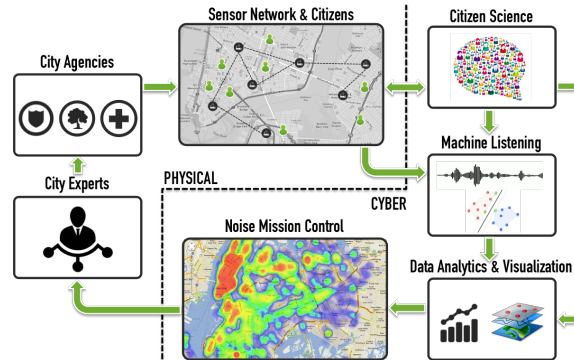 Sensor Network & Citizens
Citizen Science
City Agencies
Machine Listening
City Experts
PHYSICAL
CYBER
Noise Mission Control
Data Analytics & Visualization